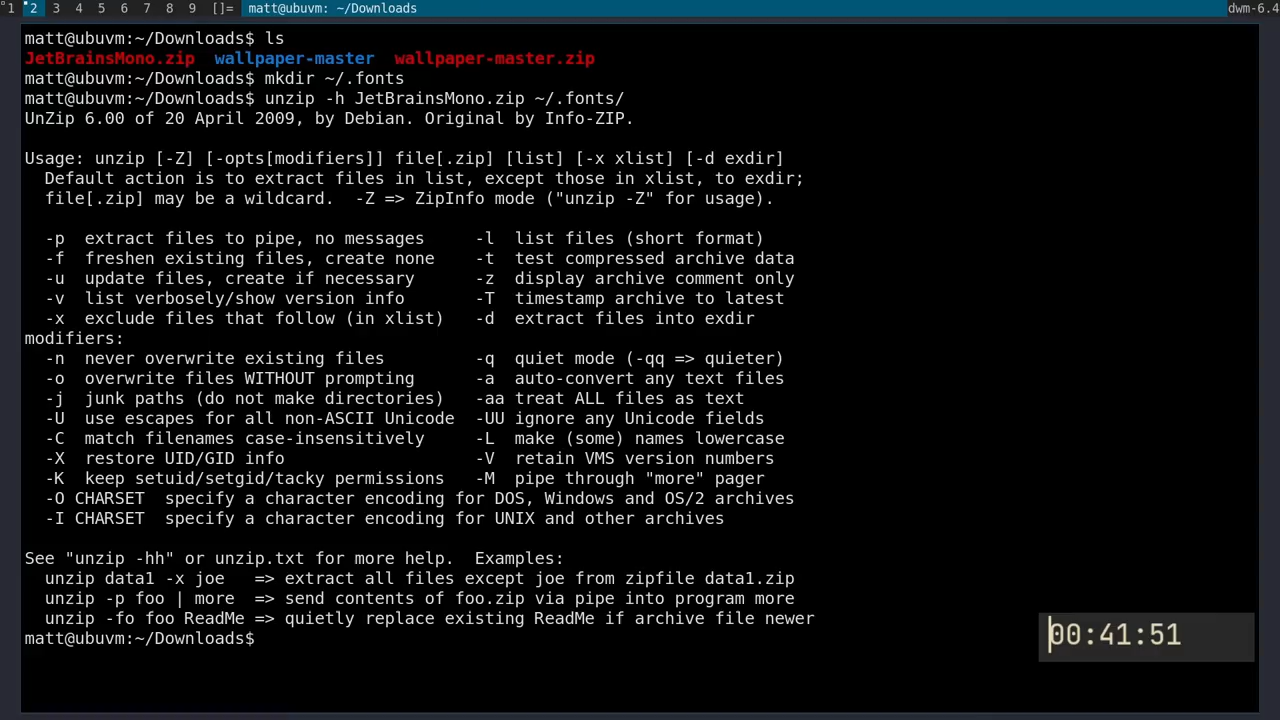 1 2 3 4 5 6 7 8 9 []= matt@ubuvm: ~/Downloads dwm-6.4
matt@ubuvm:~/Downloads$ ls
JetBrainsMono.zip  wallpaper-master  wallpaper-master.zip
matt@ubuvm:~/Downloads$ mkdir ~/.fonts
matt@ubuvm:~/Downloads$ unzip -h JetBrainsMono.zip ~/.fonts/
UnZip 6.00 of 20 April 2009, by Debian. Original by Info-ZIP.

Usage: unzip [-Z] [-opts[modifiers]] file[.zip] [list] [-x xlist] [-d exdir]
  Default action is to extract files in list, except those in xlist, to exdir;
  file[.zip] may be a wildcard.  -Z => ZipInfo mode ("unzip -Z" for usage).

  -p  extract files to pipe, no messages     -l  list files (short format)
  -f  freshen existing files, create none    -t  test compressed archive data
  -u  update files, create if necessary      -z  display archive comment only
  -v  list verbosely/show version info       -T  timestamp archive to latest
  -x  exclude files that follow (in xlist)   -d  extract files into exdir
modifiers:
  -n  never overwrite existing files         -q  quiet mode (-qq => quieter)
  -o  overwrite files WITHOUT prompting      -a  auto-convert any text files
  -j  junk paths (do not make directories)   -aa treat ALL files as text
  -U  use escapes for all non-ASCII Unicode  -UU ignore any Unicode fields
  -C  match filenames case-insensitively     -L  make (some) names lowercase
  -X  restore UID/GID info                   -V  retain VMS version numbers
  -K  keep setuid/setgid/tacky permissions   -M  pipe through "more" pager
  -O CHARSET  specify a character encoding for DOS, Windows and OS/2 archives
  -I CHARSET  specify a character encoding for UNIX and other archives

See "unzip -hh" or unzip.txt for more help.  Examples:
  unzip data1 -x joe   => extract all files except joe from zipfile data1.zip
  unzip -p foo | more  => send contents of foo.zip via pipe into program more
  unzip -fo foo ReadMe => quietly replace existing ReadMe if archive file newer
matt@ubuvm:~/Downloads$
00:41:51